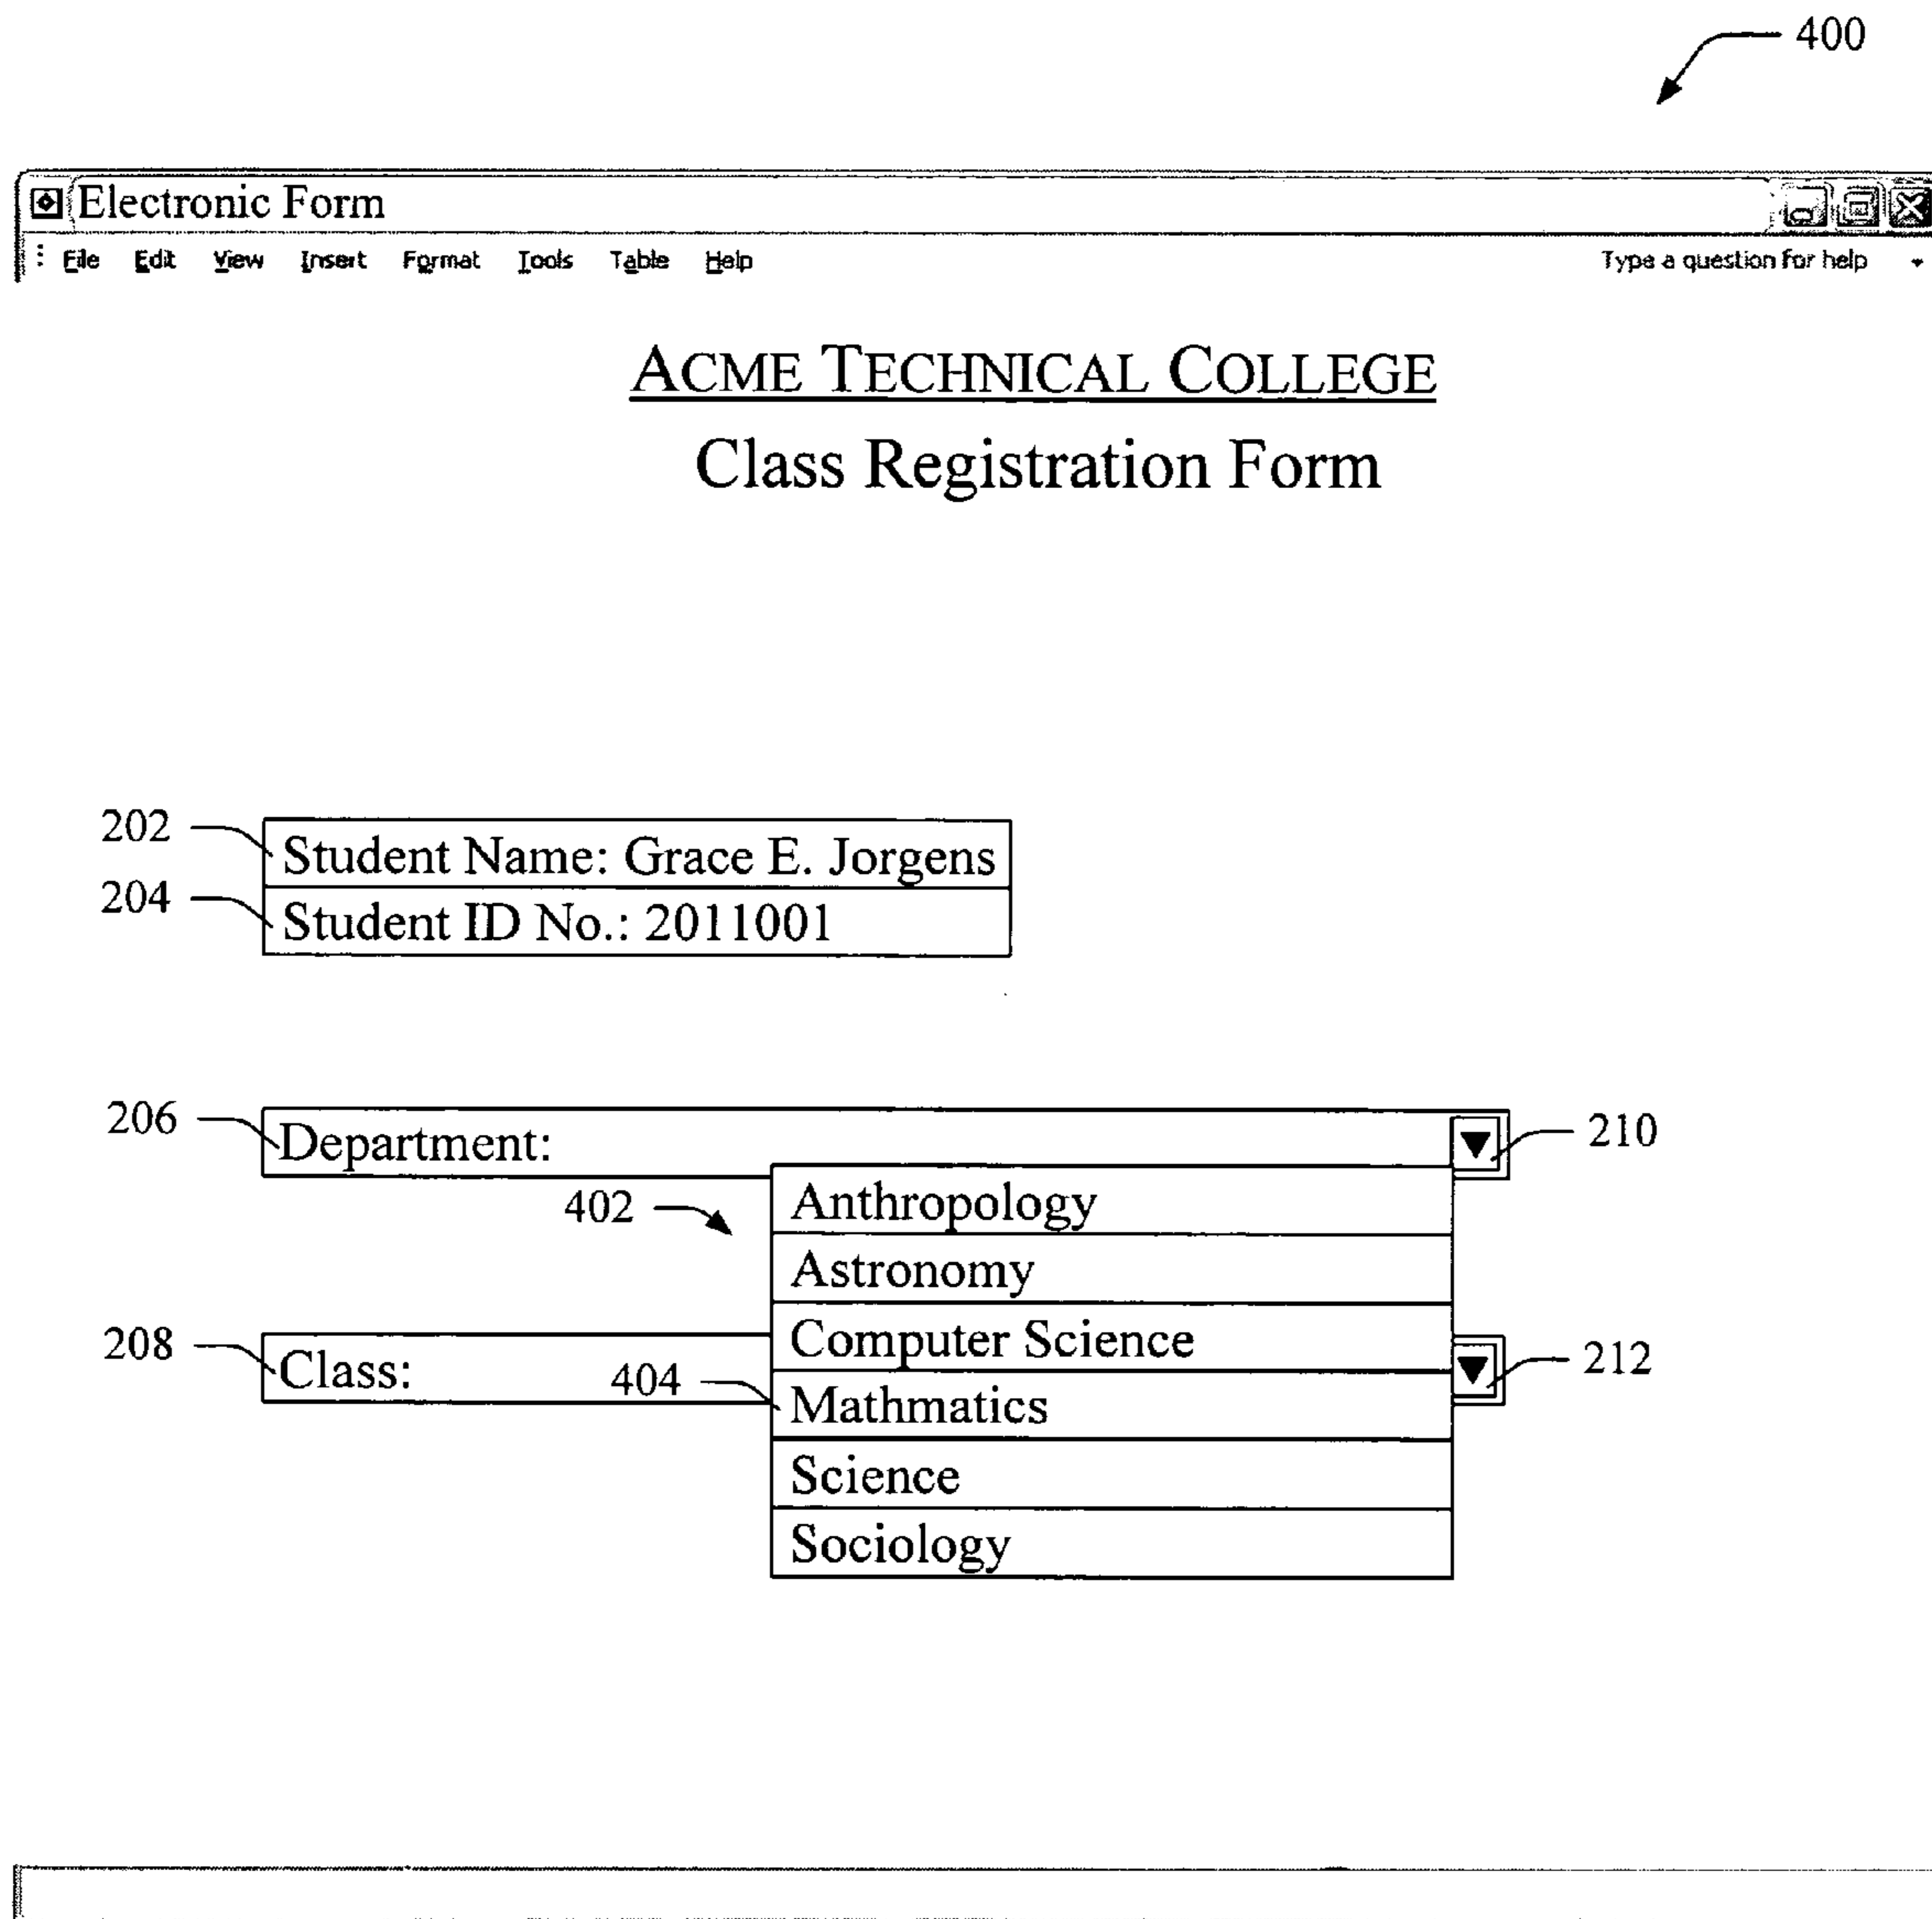 400
Electronic Form
File Edit View Insert Format Tools Table Help Type a question for help
ACME TECHNICAL COLLEGE
Class Registration Form
202 Student Name: Grace E. Jorgens
204 Student ID No.: 2011001
206 Department: 210
402 Anthropology
Astronomy
Computer Science
208 Class: 212
404 Mathmatics
Science
Sociology